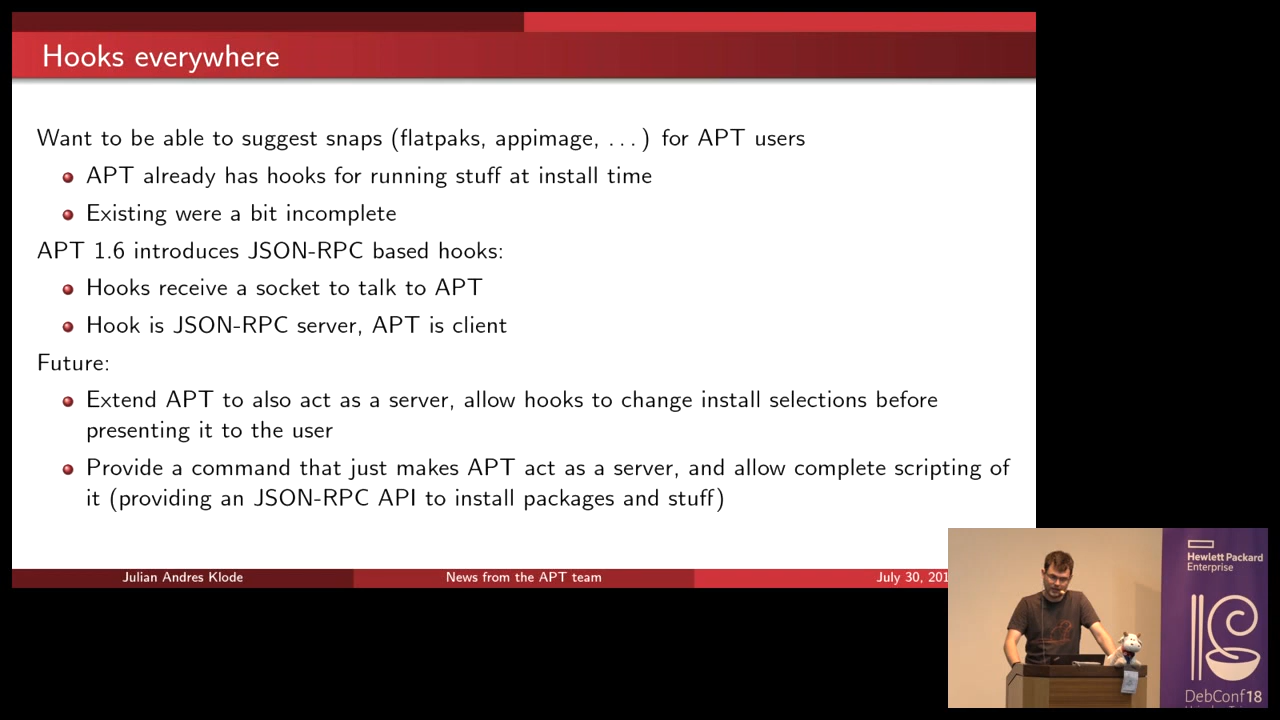 Hooks everywhere
Want to be able to suggest snaps (flatpaks, appimage, ...) for APT users
APT already has hooks for running stuff at install time
Existing were a bit incomplete
APT 1.6 introduces JSON-RPC based hooks:
Hooks receive a socket to talk to APT
Hook is JSON-RPC server, APT is client
Future:
Extend APT to also act as a server, allow hooks to change install selections before
presenting it to the user
Provide a command that just makes APT act as a server, and allow complete scripting of
it (providing an JSON-RPC API to install packages and stuff)
Julian Andres Klode
News from the APT team
July 30, 201
Hewlett Packard
Enterprise
DebConf18